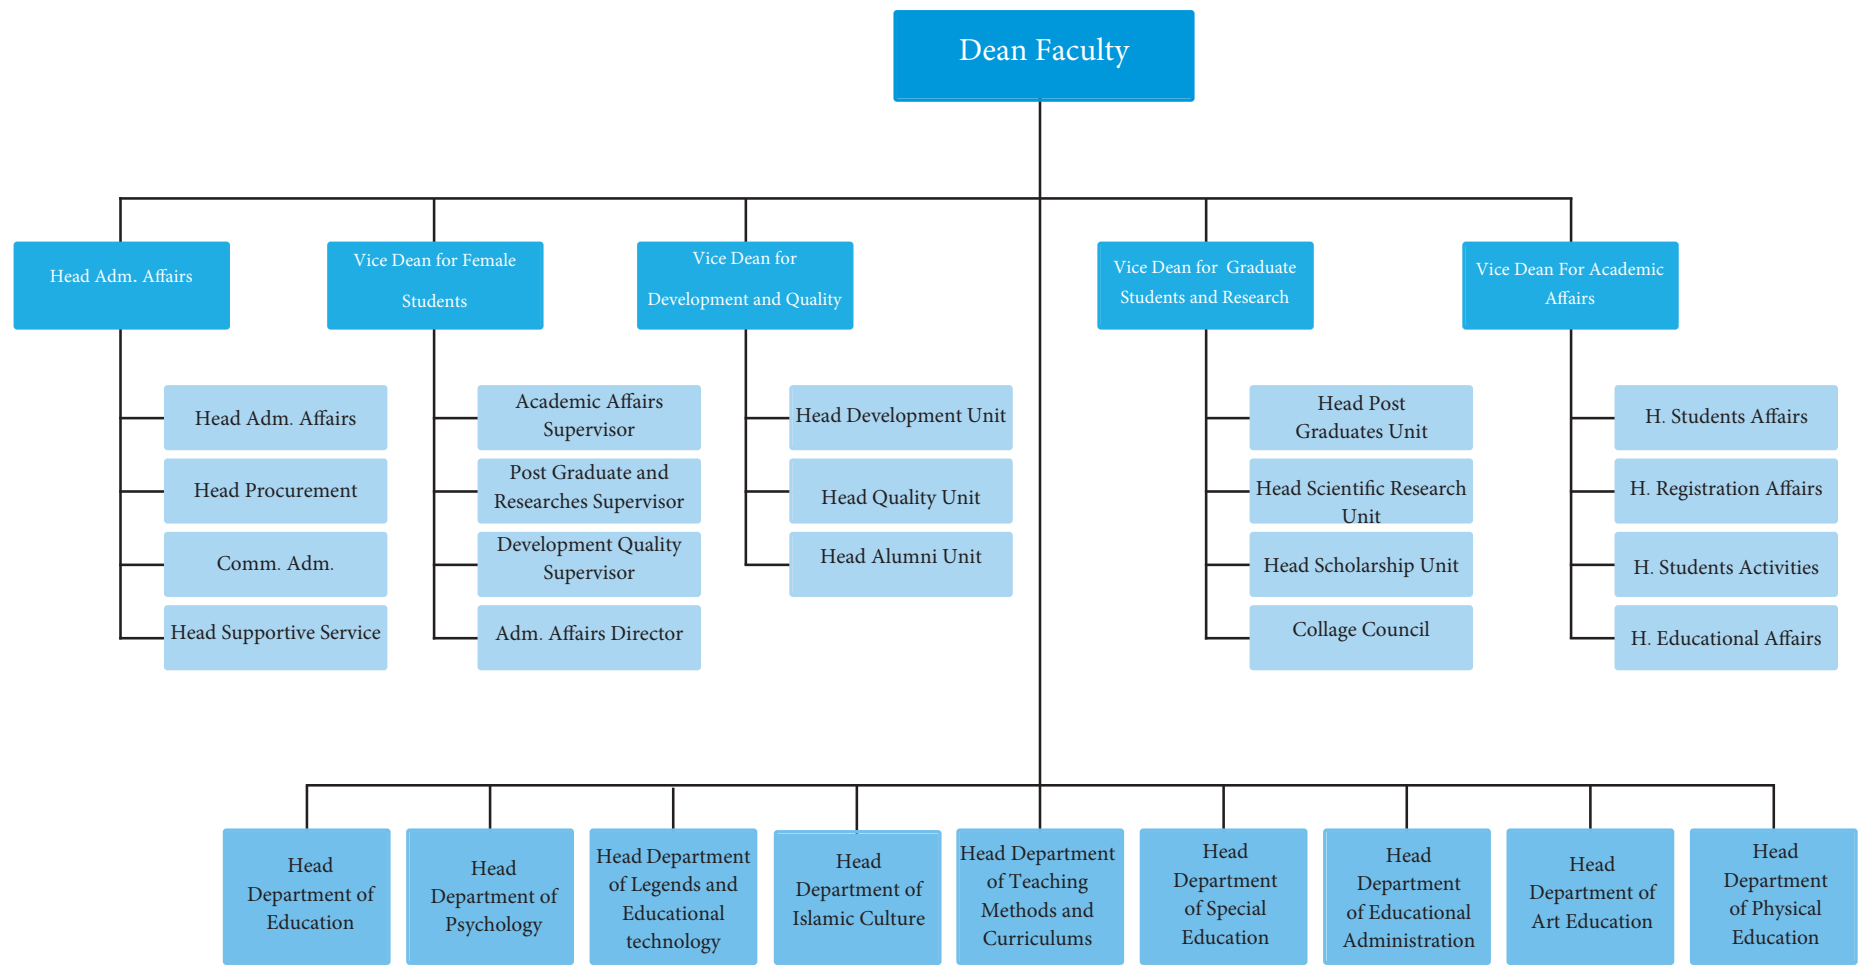 Dean Faculty
Head Adm. Affairs
Vice Dean for Female
Students
Vice Dean for
Development and Quality
Vice Dean for Graduate
Students and Research
Vice Dean For Academic
Affairs
Head Adm. Affairs
Head Procurement
Comm. Adm.
Head Supportive Service
Academic Affairs
Supervisor
Post Graduate and
Researches Supervisor
Development Quality
Supervisor
Adm. Affairs Director
Head Development Unit
Head Quality Unit
Head Alumni Unit
Head Post
Graduates Unit
Head Scientific Research
Unit
Head Scholarship Unit
Collage Council
H. Students Affairs
H. Registration Affairs
H. Students Activities
H. Educational Affairs
Head
Department of
Education
Head
Department of
Psychology
Head Department
of Legends and
Educational
technology
Head
Department of
Islamic Culture
Head Department
of Teaching
Methods and
Curriculums
Head
Department
of Special
Education
Head
Department
of Educational
Administration
Head
Department of
Art Education
Head
Department
of Physical
Education